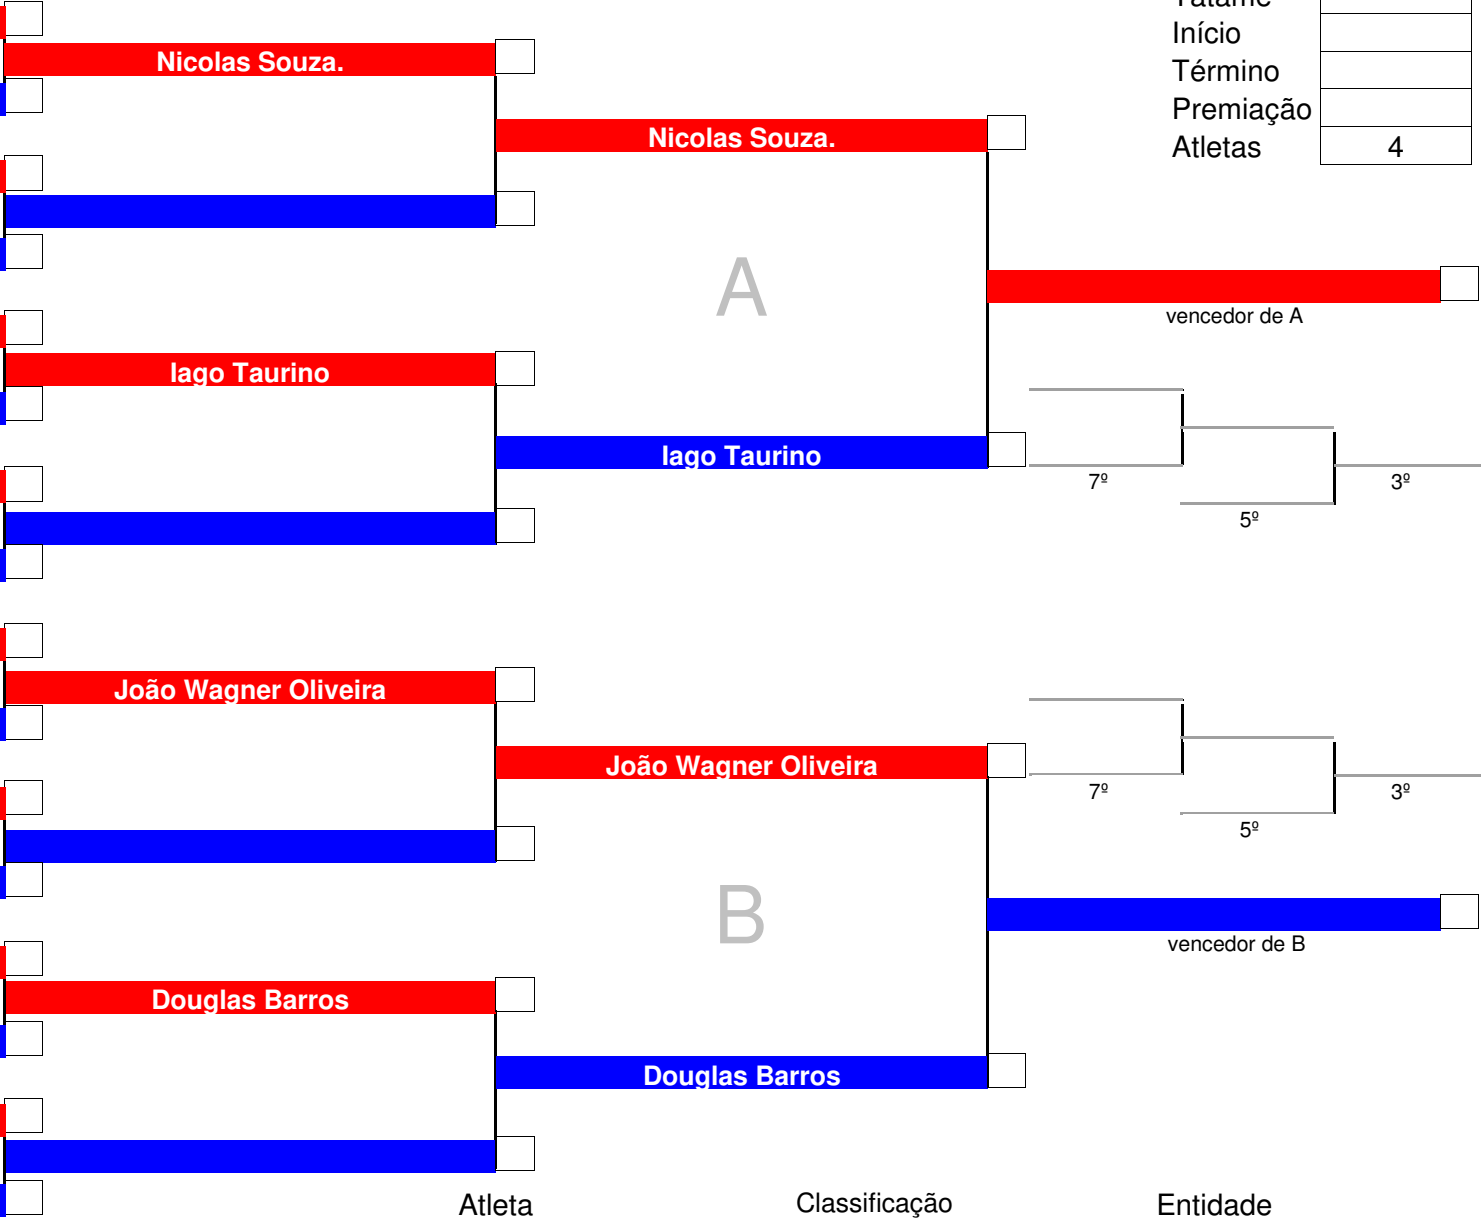 Tatame
Início
Nicolas Souza.
Término
Premiação
Nicolas Souza.
Atletas 4
A
vencedor de A
Iago Taurino
Iago Taurino
7º 3º
5º
João Wagner Oliveira
João Wagner Oliveira
7º 3º
5º
B
vencedor de B
Douglas Barros
Douglas Barros
Atleta Classificação Entidade